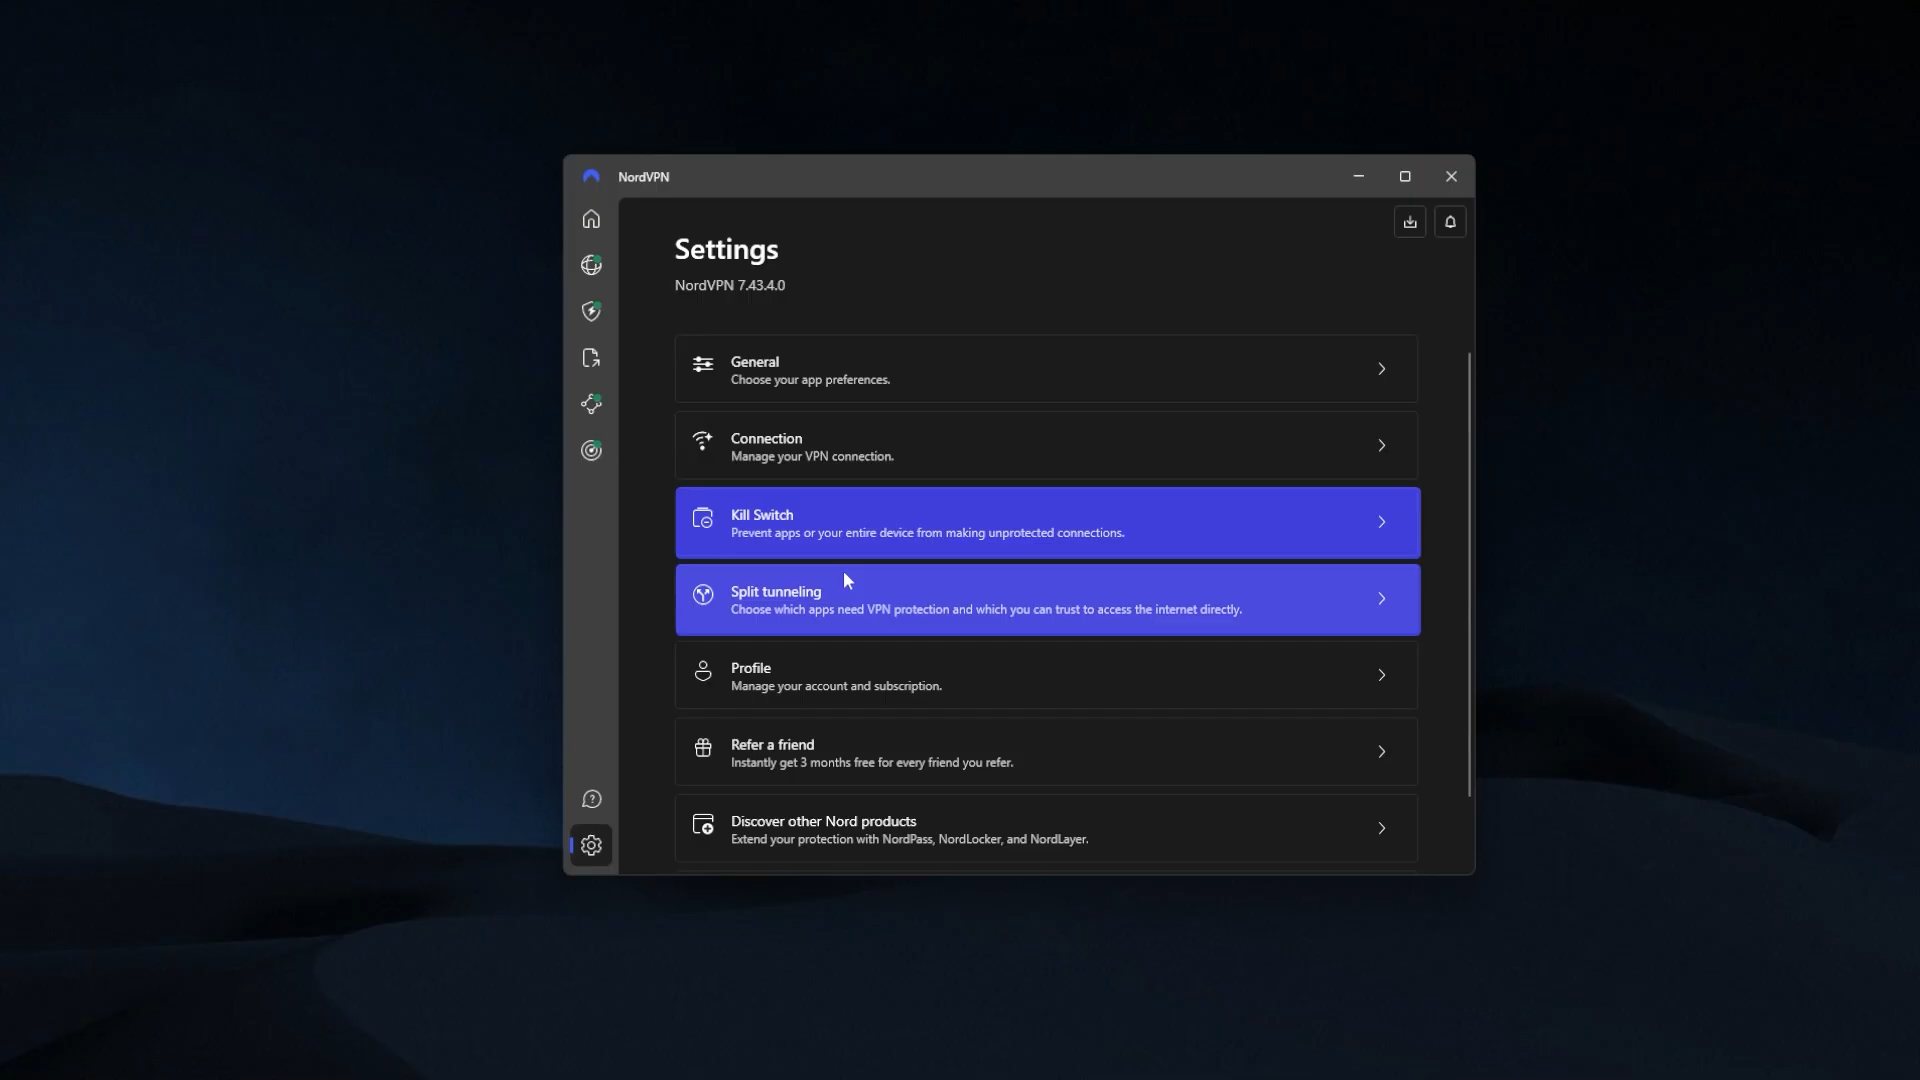 NordVPN
Settings
NordVPN 7.43.4.0
General
Choose your app preferences.
Connection
Manage your VPN connection.
Kill Switch
Prevent apps or your entire device from making unprotected connections.
Split tunneling
Choose which apps need VPN protection and which you can trust to access the internet directly.
Profile
Manage your account and subscription.
Refer a friend
Instantly get 3 months free for every friend you refer.
Discover other Nord products
Extend your protection with NordPass, NordLocker, and NordLayer.